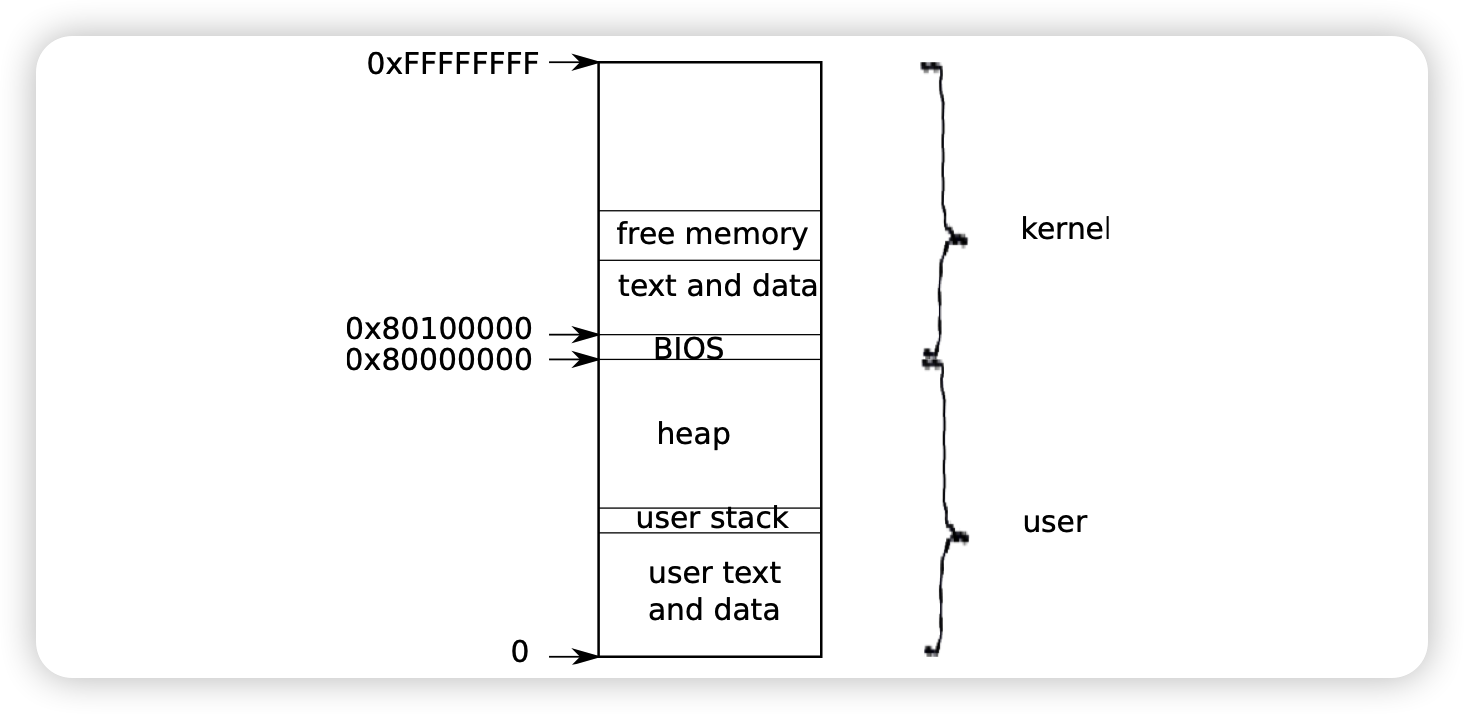 0xFFFFFFFF
free memory
kernel
text and data
0x80100000
BIOS
0x80000000
heap
user stack
user
user text
and data
0